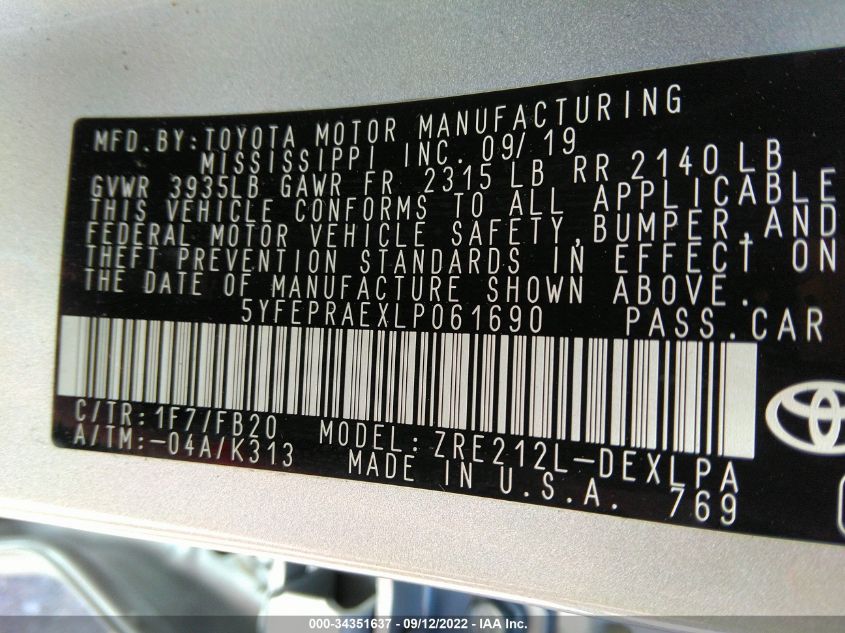 MFD. BY: TOYOTA MOTOR MANUFACTURING
MISSISSIPPI INC. 09/19
GVWR 3935LB GAWR FR 2315 LB RR 2140 LB
THIS VEHICLE CONFORMS TO ALL APPLICABLE
FEDERAL MOTOR VEHICLE SAFETY, BUMPER, AND
THEFT PREVENTION STANDARDS IN EFFECT ON
THE DATE OF MANUFACTURE SHOWN ABOVE.
5YFEPRAEXLP061690 PASS. CAR
C/TR: 1F7/FB20 MODEL: ZRE212L-DEXLPA
A/TM: -04A/K313 MADE IN U.S.A. 769
000-34351637 - 09/12/2022 - IAA Inc.